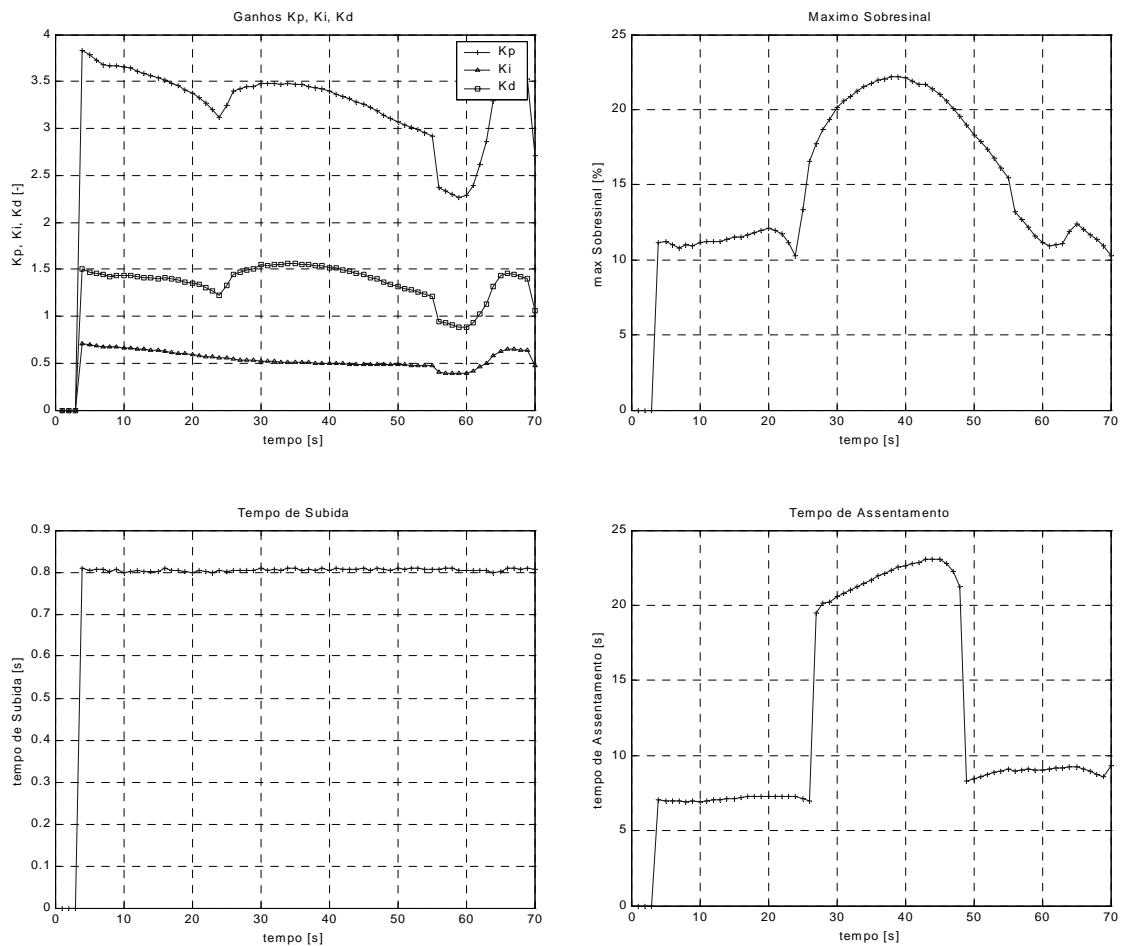 Ganhos Kp, Ki, Kd
4
3.5
3
2.5
2
1.5
1
0.5
0
Kp, Ki, Kd [-]
Kp
Ki
Kd
0 10 20 30 40 50 60 70
tempo [s]
Maximo Sobresinal
25
20
15
10
5
0
max Sobresinal [%]
0 10 20 30 40 50 60 70
tempo [s]
Tempo de Subida
0.9
0.8
0.7
0.6
0.5
0.4
0.3
0.2
0.1
0
tempo de Subida [s]
0 10 20 30 40 50 60 70
tempo [s]
Tempo de Assentamento
25
20
15
10
5
0
tempo de Assentamento [s]
0 10 20 30 40 50 60 70
tempo [s]